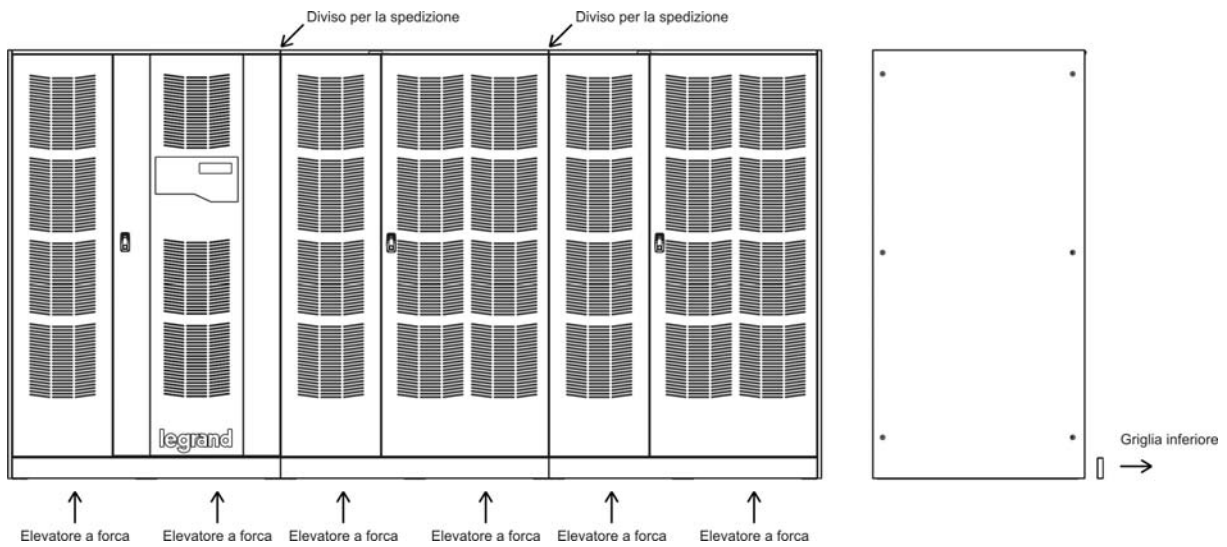 Diviso per la spedizione
Diviso per la spedizione
legrand
Griglia inferiore
Elevatore a forca
Elevatore a forca
Elevatore a forca
Elevatore a forca
Elevatore a forca
Elevatore a forca